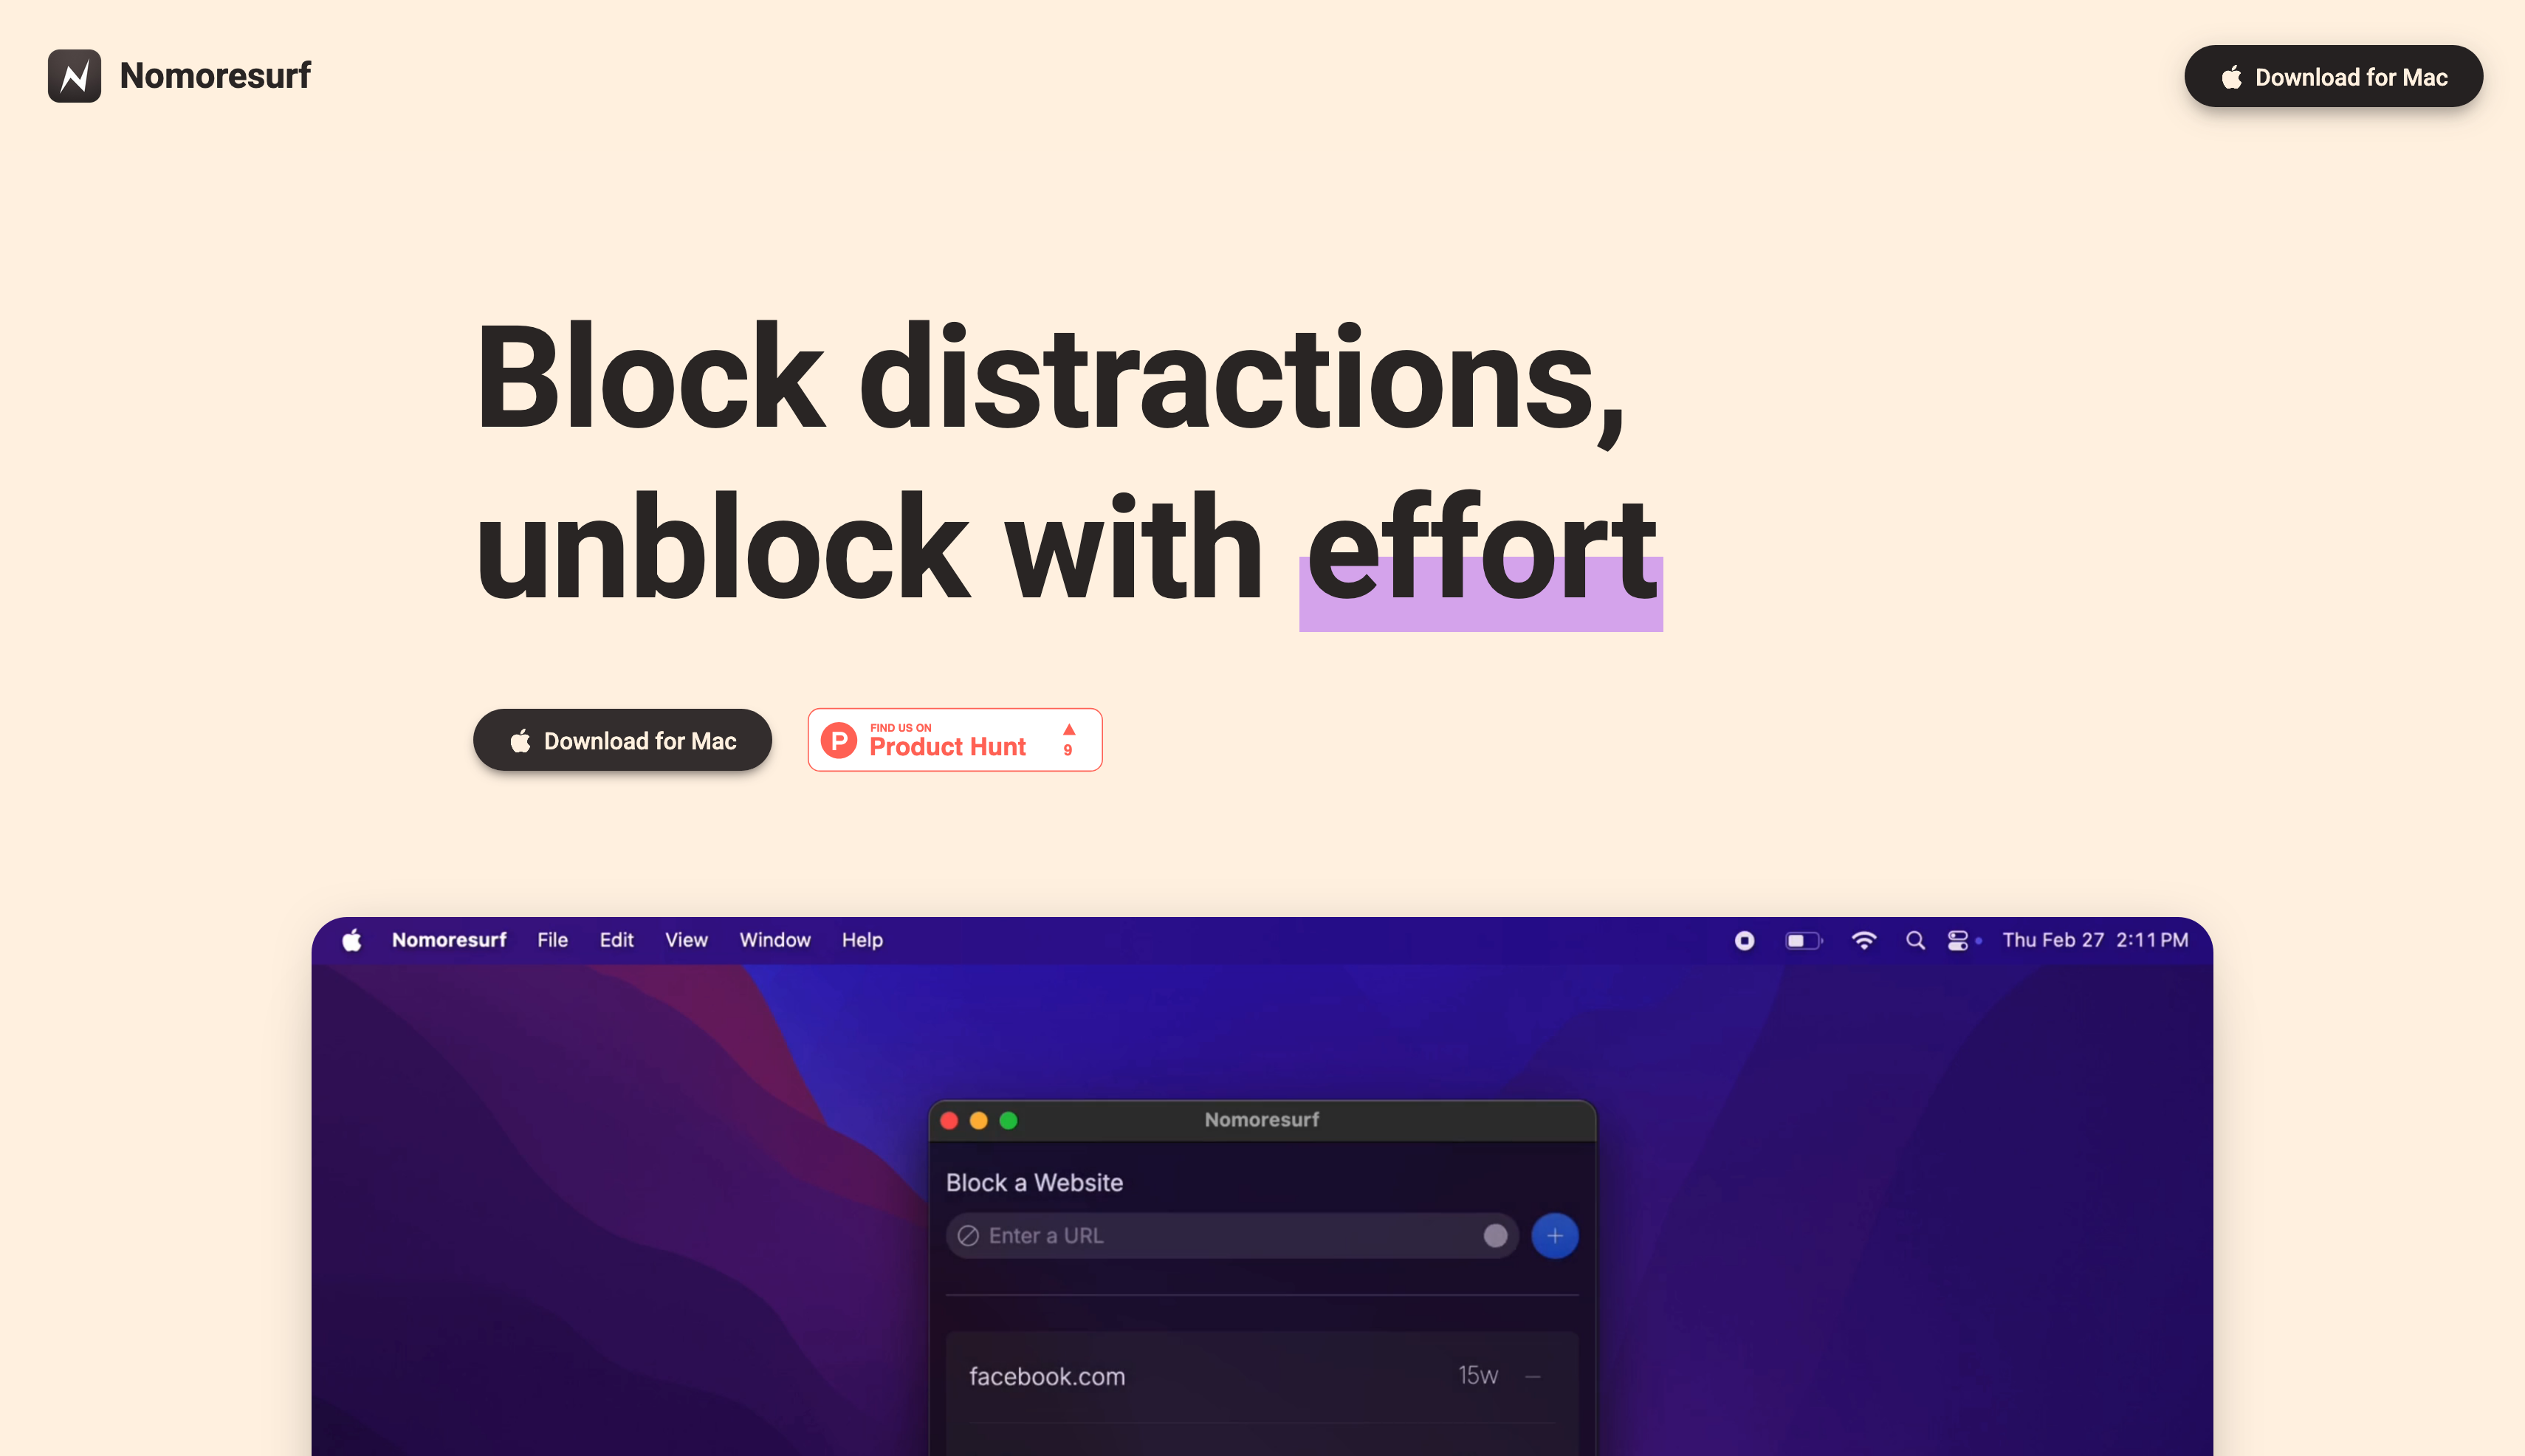 Nomoresurf
Download for Mac
Block distractions,
unblock with effort
Download for Mac
FIND US ON
Product Hunt
9
Nomoresurf File Edit View Window Help
Thu Feb 27 2:11 PM
Nomoresurf
Block a Website
Enter a URL
facebook.com 15w